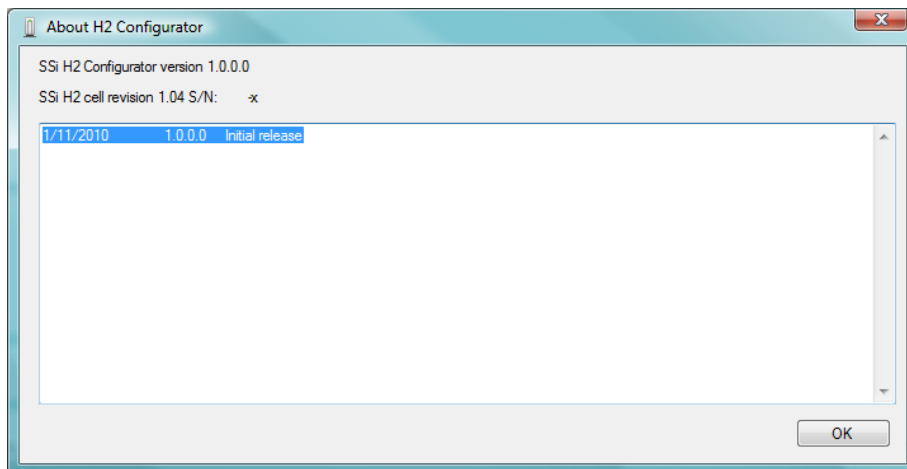 About H2 Configurator
SSi H2 Configurator version 1.0.0.0
SSi H2 cell revision 1.04 S/N: -x
1/11/2010 1.0.0.0 Initial release
OK